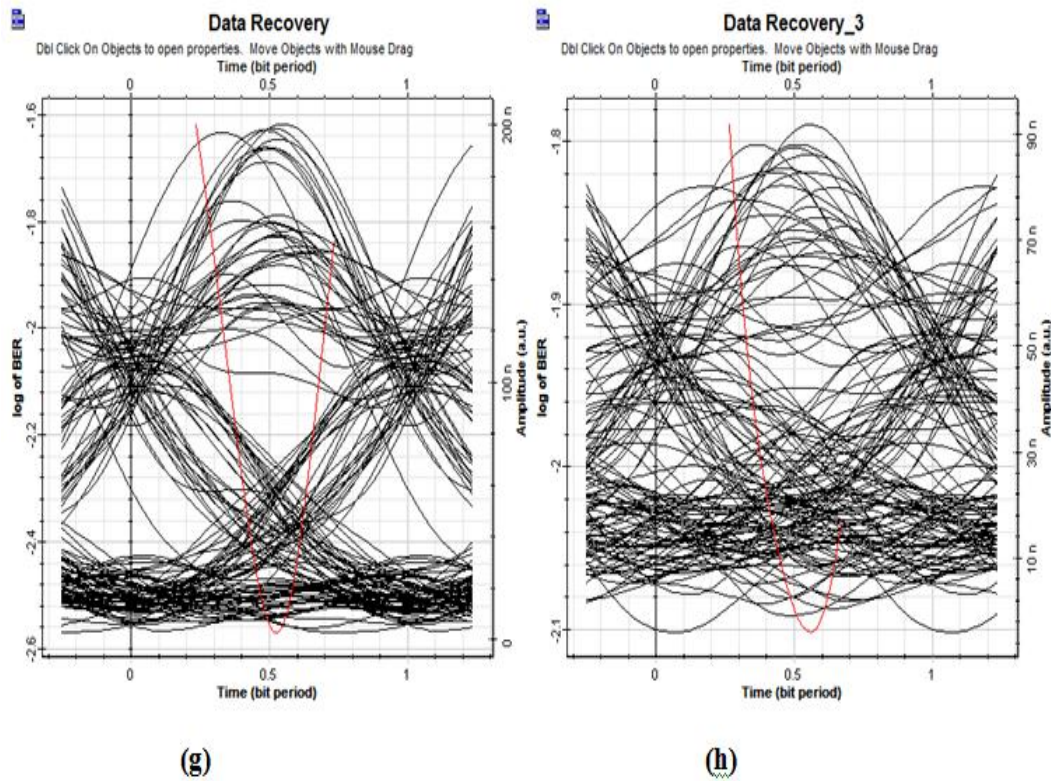 Data Recovery
Dbl Click On Objects to open properties. Move Objects with Mouse Drag
Time (bit period)
0 0.5 1
log of BER
-1.6
-1.8
-2
-2.2
-2.4
-2.6
Amplitude (a.u.)
200 n
100 n
0
0 0.5 1
Time (bit period)
(g)
Data Recovery_3
Dbl Click On Objects to open properties. Move Objects with Mouse Drag
Time (bit period)
0 0.5 1
log of BER
-1.8
-1.9
-2
-2.1
Amplitude (a.u.)
90 n
70 n
50 n
30 n
10 n
0 0.5 1
Time (bit period)
(h)